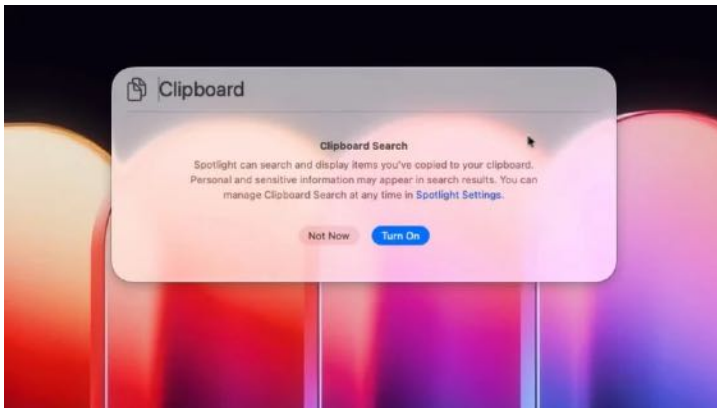 Clipboard
Clipboard Search
Spotlight can search and display items you've copied to your clipboard.
Personal and sensitive information may appear in search results. You can
manage Clipboard Search at any time in Spotlight Settings.
Not Now
Turn On